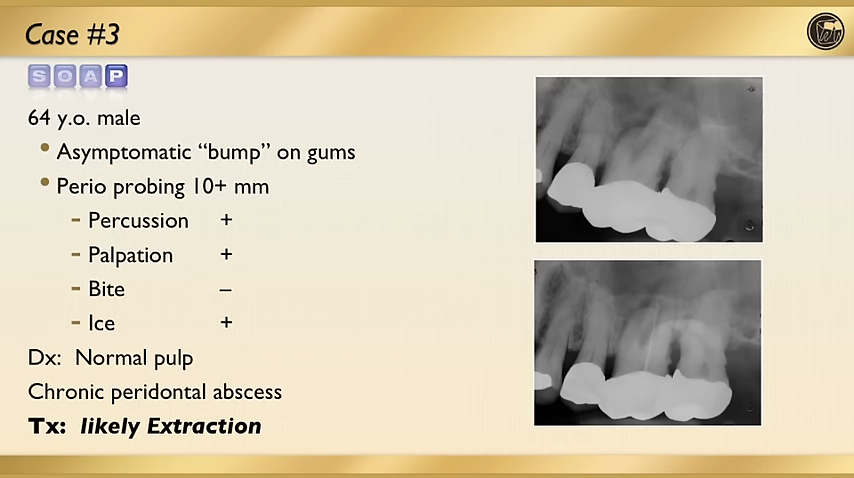 Case #3
S O A P
64 y.o. male
Asymptomatic “bump” on gums
Perio probing 10+ mm
- Percussion +
- Palpation +
- Bite –
- Ice +
Dx: Normal pulp
Chronic peridontal abscess
Tx: likely Extraction